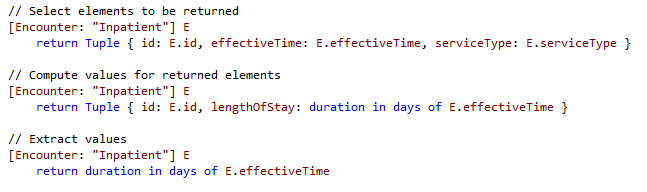 // Select elements to be returned
[Encounter: "Inpatient"] E
    return Tuple { id: E.id, effectiveTime: E.effectiveTime, serviceType: E.serviceType }

// Compute values for returned elements
[Encounter: "Inpatient"] E
    return Tuple { id: E.id, lengthOfStay: duration in days of E.effectiveTime }

// Extract values
[Encounter: "Inpatient"] E
    return duration in days of E.effectiveTime